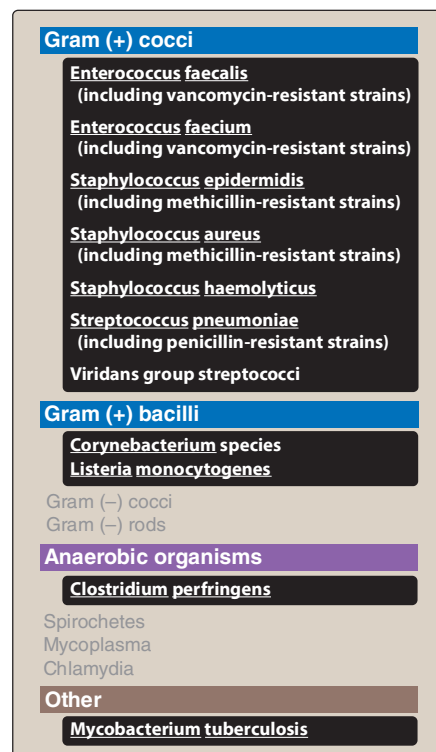 Gram (+) cocci
Enterococcus faecalis
(including vancomycin-resistant strains)
Enterococcus faecium
(including vancomycin-resistant strains)
Staphylococcus epidermidis
(including methicillin-resistant strains)
Staphylococcus aureus
(including methicillin-resistant strains)
Staphylococcus haemolyticus
Streptococcus pneumoniae
(including penicillin-resistant strains)
Viridans group streptococci
Gram (+) bacilli
Corynebacterium species
Listeria monocytogenes
Gram (–) cocci
Gram (–) rods
Anaerobic organisms
Clostridium perfringens
Spirochetes
Mycoplasma
Chlamydia
Other
Mycobacterium tuberculosis